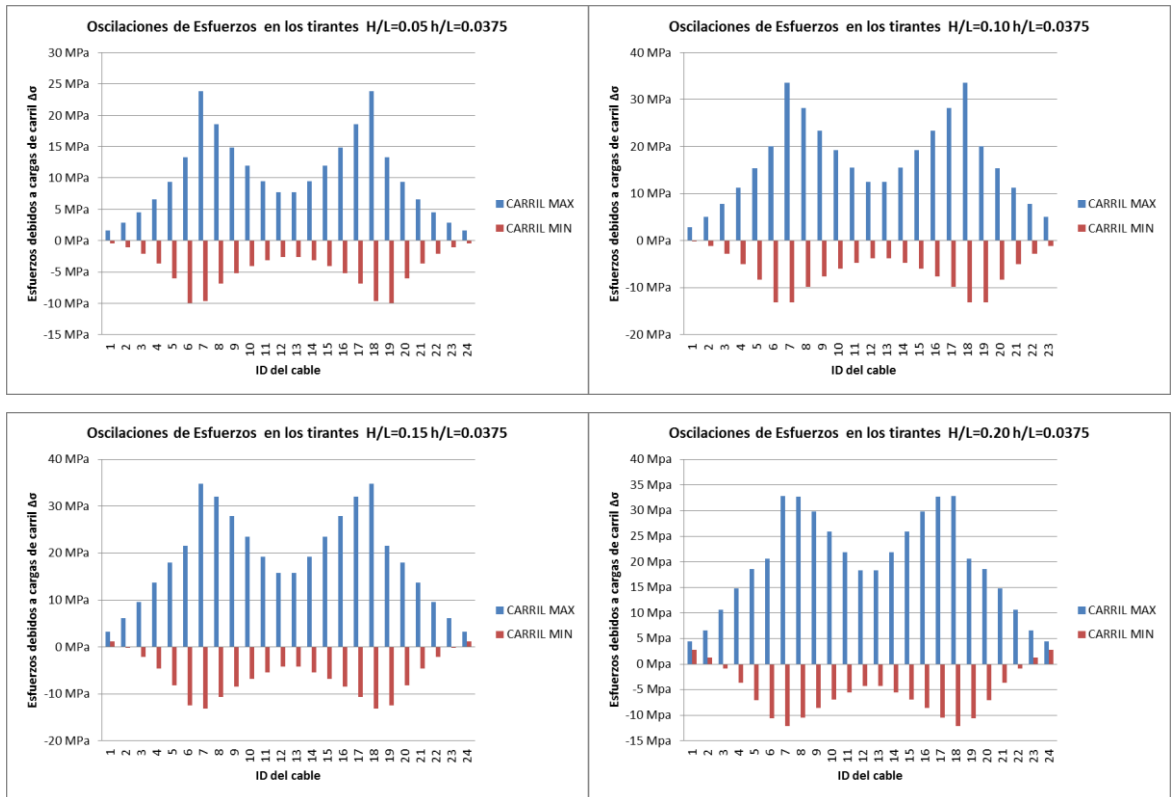 Oscilaciones de Esfuerzos en los tirantes H/L=0.05 h/L=0.0375
Esfuerzos debidos a cargas de carril Δσ
30 MPa
25 MPa
20 MPa
15 MPa
10 MPa
5 MPa
0 MPa
-5 MPa
-10 MPa
-15 MPa
CARRIL MAX
CARRIL MIN
1 2 3 4 5 6 7 8 9 10 11 12 13 14 15 16 17 18 19 20 21 22 23 24
ID del cable
Oscilaciones de Esfuerzos en los tirantes H/L=0.10 h/L=0.0375
Esfuerzos debidos a cargas de carril Δσ
40 MPa
30 MPa
20 MPa
10 MPa
0 MPa
-10 MPa
-20 MPa
CARRIL MAX
CARRIL MIN
1 2 3 4 5 6 7 8 9 10 11 12 13 14 15 16 17 18 19 20 21 22 23
ID del cable
Oscilaciones de Esfuerzos en los tirantes H/L=0.15 h/L=0.0375
Esfuerzos debidos a cargas de carril Δσ
40 MPa
30 MPa
20 MPa
10 MPa
0 MPa
-10 MPa
-20 MPa
CARRIL MAX
CARRIL MIN
1 2 3 4 5 6 7 8 9 10 11 12 13 14 15 16 17 18 19 20 21 22 23 24
ID del cable
Oscilaciones de Esfuerzos en los tirantes H/L=0.20 h/L=0.0375
Esfuerzos debidos a cargas de carril Δσ
40 Mpa
35 Mpa
30 Mpa
25 Mpa
20 Mpa
15 Mpa
10 Mpa
5 Mpa
0 Mpa
-5 Mpa
-10 Mpa
-15 Mpa
CARRIL MAX
CARRIL MIN
1 2 3 4 5 6 7 8 9 10 11 12 13 14 15 16 17 18 19 20 21 22 23 24
ID del cable